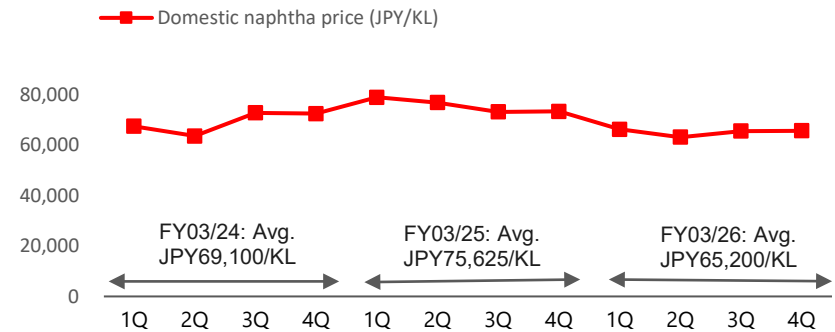 Domestic naphtha price (JPY/KL)
80,000
60,000
40,000
20,000
0
FY03/24: Avg.
JPY69,100/KL
FY03/25: Avg.
JPY75,625/KL
FY03/26: Avg.
JPY65,200/KL
1Q 2Q 3Q 4Q 1Q 2Q 3Q 4Q 1Q 2Q 3Q 4Q